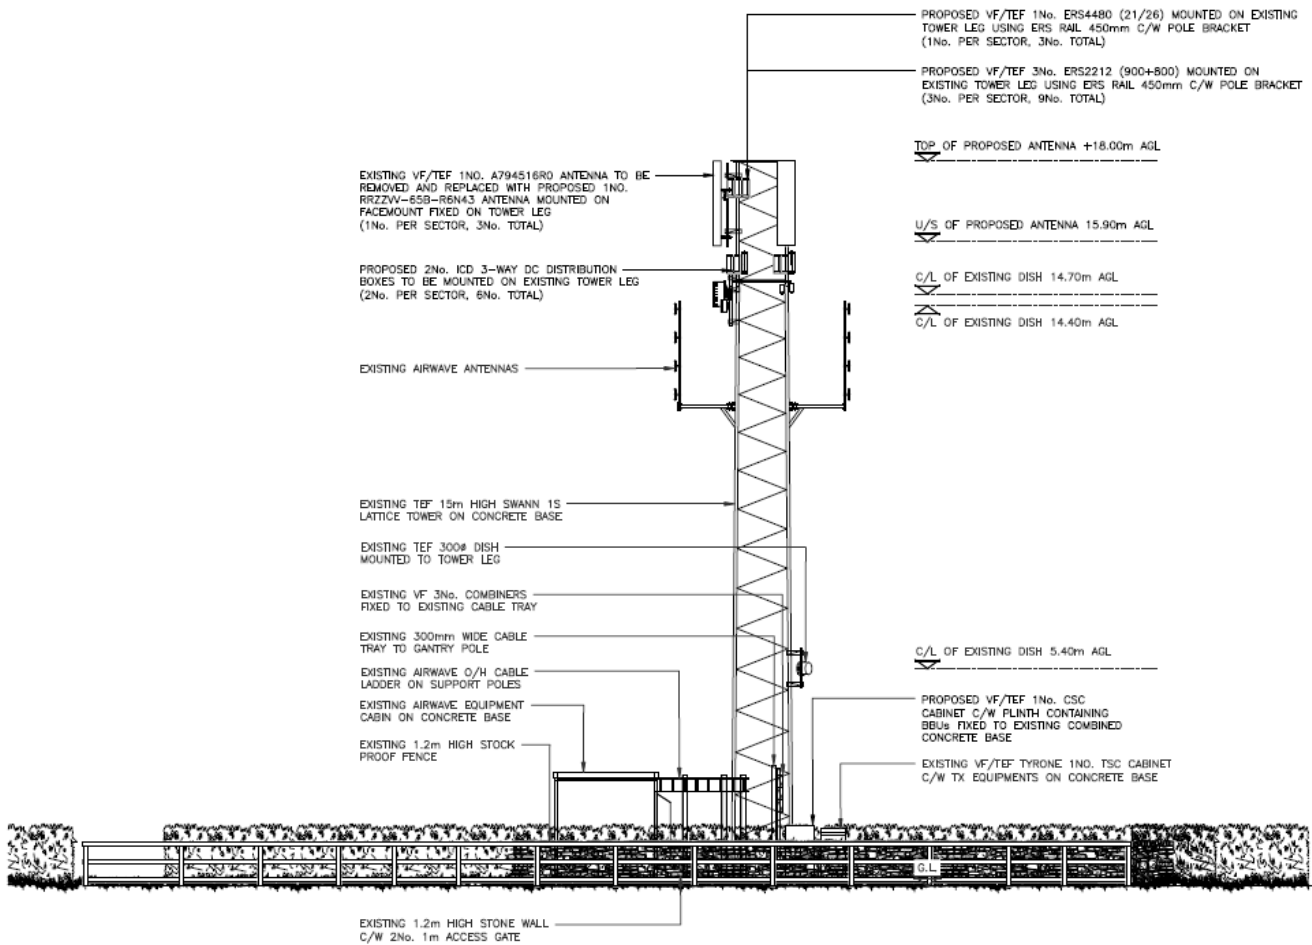 PROPOSED VF/TEF 1No. ERS4480 (21/26) MOUNTED ON EXISTING
TOWER LEG USING ERS RAIL 450mm C/W POLE BRACKET
(1No. PER SECTOR, 3No. TOTAL)
PROPOSED VF/TEF 3No. ERS2212 (900+800) MOUNTED ON
EXISTING TOWER LEG USING ERS RAIL 450mm C/W POLE BRACKET
(3No. PER SECTOR, 9No. TOTAL)
TOP OF PROPOSED ANTENNA +18.00m AGL
EXISTING VF/TEF 1NO. A794516R0 ANTENNA TO BE
REMOVED AND REPLACED WITH PROPOSED 1NO.
RRZZVV-65B-R6N43 ANTENNA MOUNTED ON
FACEMOUNT FIXED ON TOWER LEG
(1No. PER SECTOR, 3No. TOTAL)
U/S OF PROPOSED ANTENNA 15.90m AGL
PROPOSED 2No. ICD 3-WAY DC DISTRIBUTION
BOXES TO BE MOUNTED ON EXISTING TOWER LEG
(2No. PER SECTOR, 6No. TOTAL)
C/L OF EXISTING DISH 14.70m AGL
C/L OF EXISTING DISH 14.40m AGL
EXISTING AIRWAVE ANTENNAS
EXISTING TEF 15m HIGH SWANN 1S
LATTICE TOWER ON CONCRETE BASE
EXISTING TEF 300ø DISH
MOUNTED TO TOWER LEG
EXISTING VF 3No. COMBINERS
FIXED TO EXISTING CABLE TRAY
EXISTING 300mm WIDE CABLE
TRAY TO GANTRY POLE
C/L OF EXISTING DISH 5.40m AGL
EXISTING AIRWAVE O/H CABLE
LADDER ON SUPPORT POLES
EXISTING AIRWAVE EQUIPMENT
CABIN ON CONCRETE BASE
PROPOSED VF/TEF 1No. CSC
CABINET C/W PLINTH CONTAINING
BBUs FIXED TO EXISTING COMBINED
CONCRETE BASE
EXISTING 1.2m HIGH STOCK
PROOF FENCE
EXISTING VF/TEF TYRONE 1NO. TSC CABINET
C/W TX EQUIPMENTS ON CONCRETE BASE
G.L
EXISTING 1.2m HIGH STONE WALL
C/W 2No. 1m ACCESS GATE